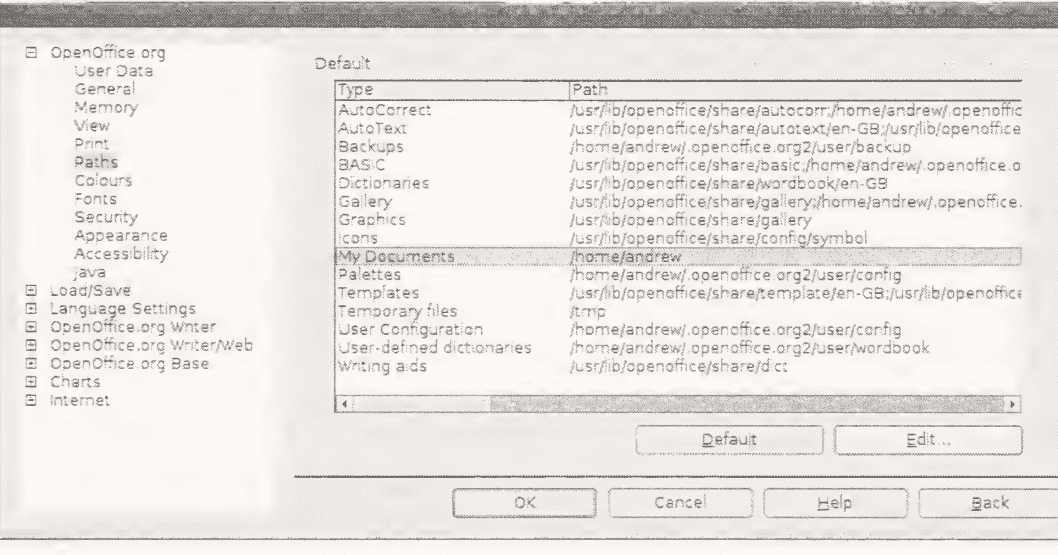 OpenOffice.org
User Data
General
Memory
View
Print
Paths
Colours
Fonts
Security
Appearance
Accessibility
Java
Load/Save
Language Settings
OpenOffice.org Writer
OpenOffice.org Writer/Web
OpenOffice.org Base
Charts
Internet
Default
Type Path
AutoCorrect /usr/lib/openoffice/share/autocorr;/home/andrew/.openoffic
AutoText /usr/lib/openoffice/share/autotext/en-GB;/usr/lib/openoffice
Backups /home/andrew/.openoffice.org2/user/backup
BASIC /usr/lib/openoffice/share/basic;/home/andrew/.openoffice.o
Dictionaries /usr/lib/openoffice/share/wordbook/en-GB
Gallery /usr/lib/openoffice/share/gallery;/home/andrew/.openoffice.
Graphics /usr/lib/openoffice/share/gallery
Icons /usr/lib/openoffice/share/config/symbol
My Documents /home/andrew
Palettes /home/andrew/.openoffice.org2/user/config
Templates /usr/lib/openoffice/share/template/en-GB;/usr/lib/openoffice
Temporary files /tmp
User Configuration /home/andrew/.openoffice.org2/user/config
User-defined dictionaries /home/andrew/.openoffice.org2/user/wordbook
Writing aids /usr/lib/openoffice/share/dict
Default Edit...
OK Cancel Help Back